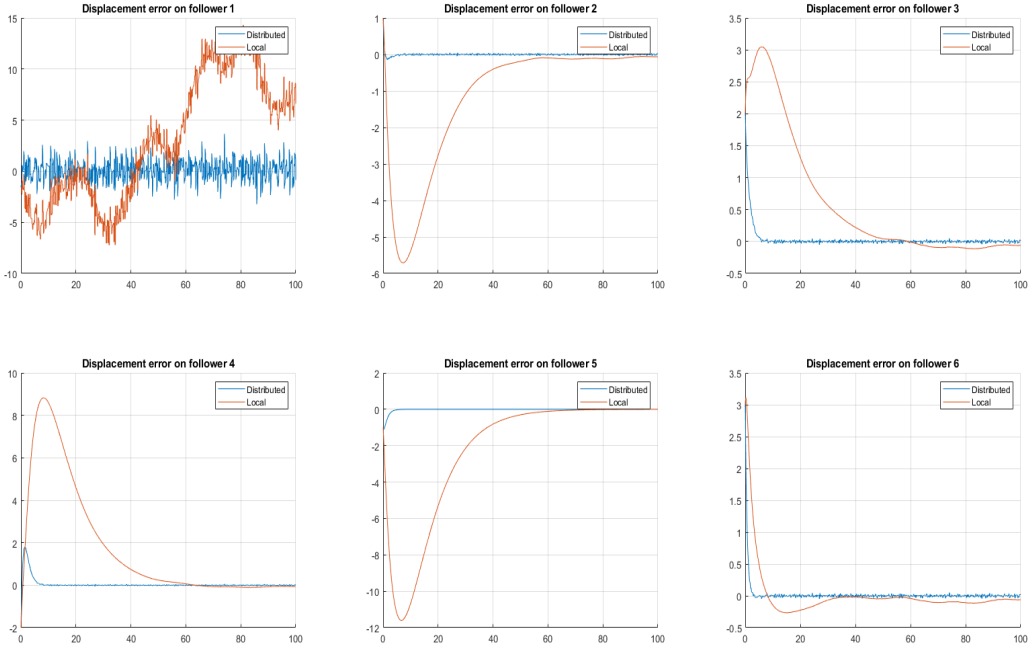 Displacement error on follower 1
15
10
5
0
-5
-10
0 20 40 60 80 100
Distributed
Local
Displacement error on follower 2
1
0
-1
-2
-3
-4
-5
-6
0 20 40 60 80 100
Distributed
Local
Displacement error on follower 3
3.5
3
2.5
2
1.5
1
0.5
0
-0.5
0 20 40 60 80 100
Distributed
Local
Displacement error on follower 4
10
8
6
4
2
0
-2
0 20 40 60 80 100
Distributed
Local
Displacement error on follower 5
2
0
-2
-4
-6
-8
-10
-12
0 20 40 60 80 100
Distributed
Local
Displacement error on follower 6
3.5
3
2.5
2
1.5
1
0.5
0
-0.5
0 20 40 60 80 100
Distributed
Local